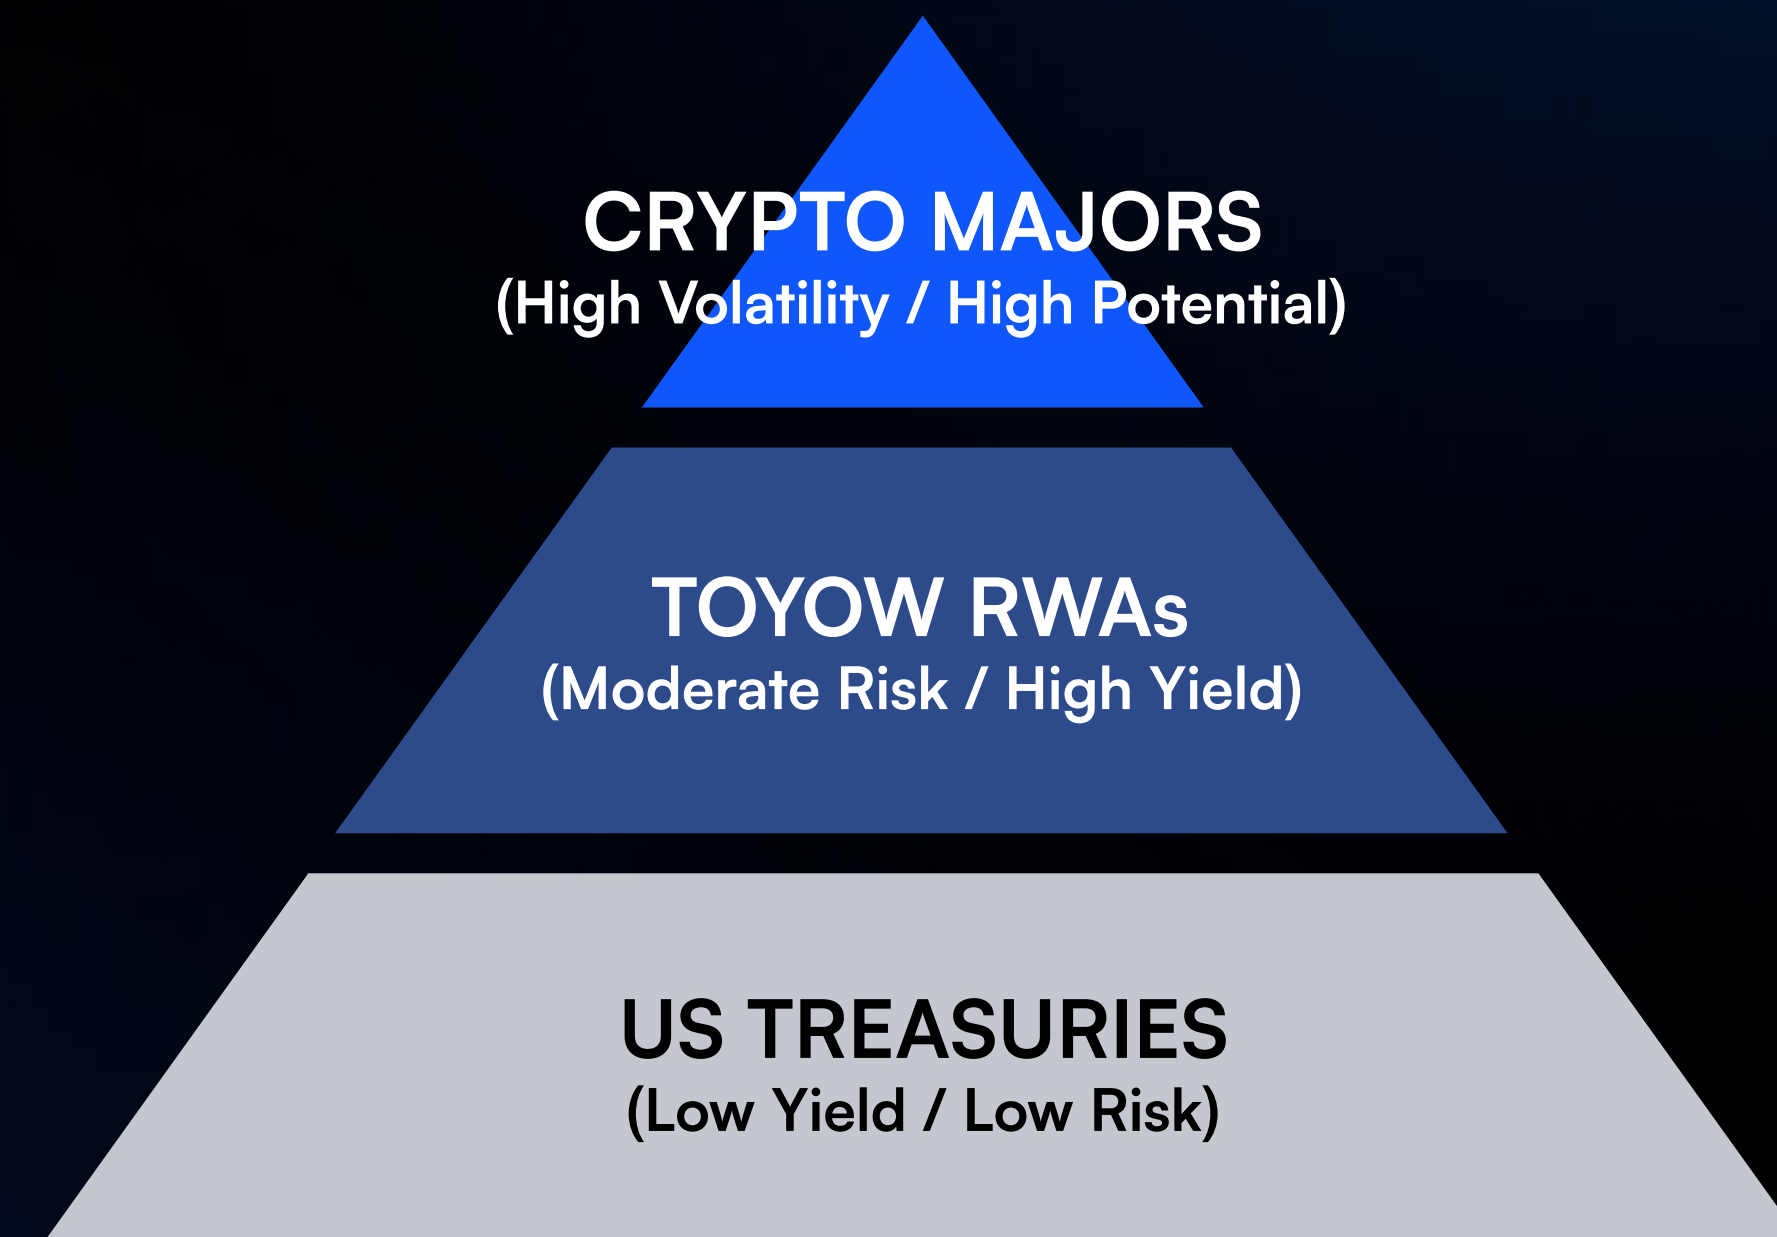 CRYPTO MAJORS
(High Volatility / High Potential)
TOYOW RWAs
(Moderate Risk / High Yield)
US TREASURIES
(Low Yield / Low Risk)